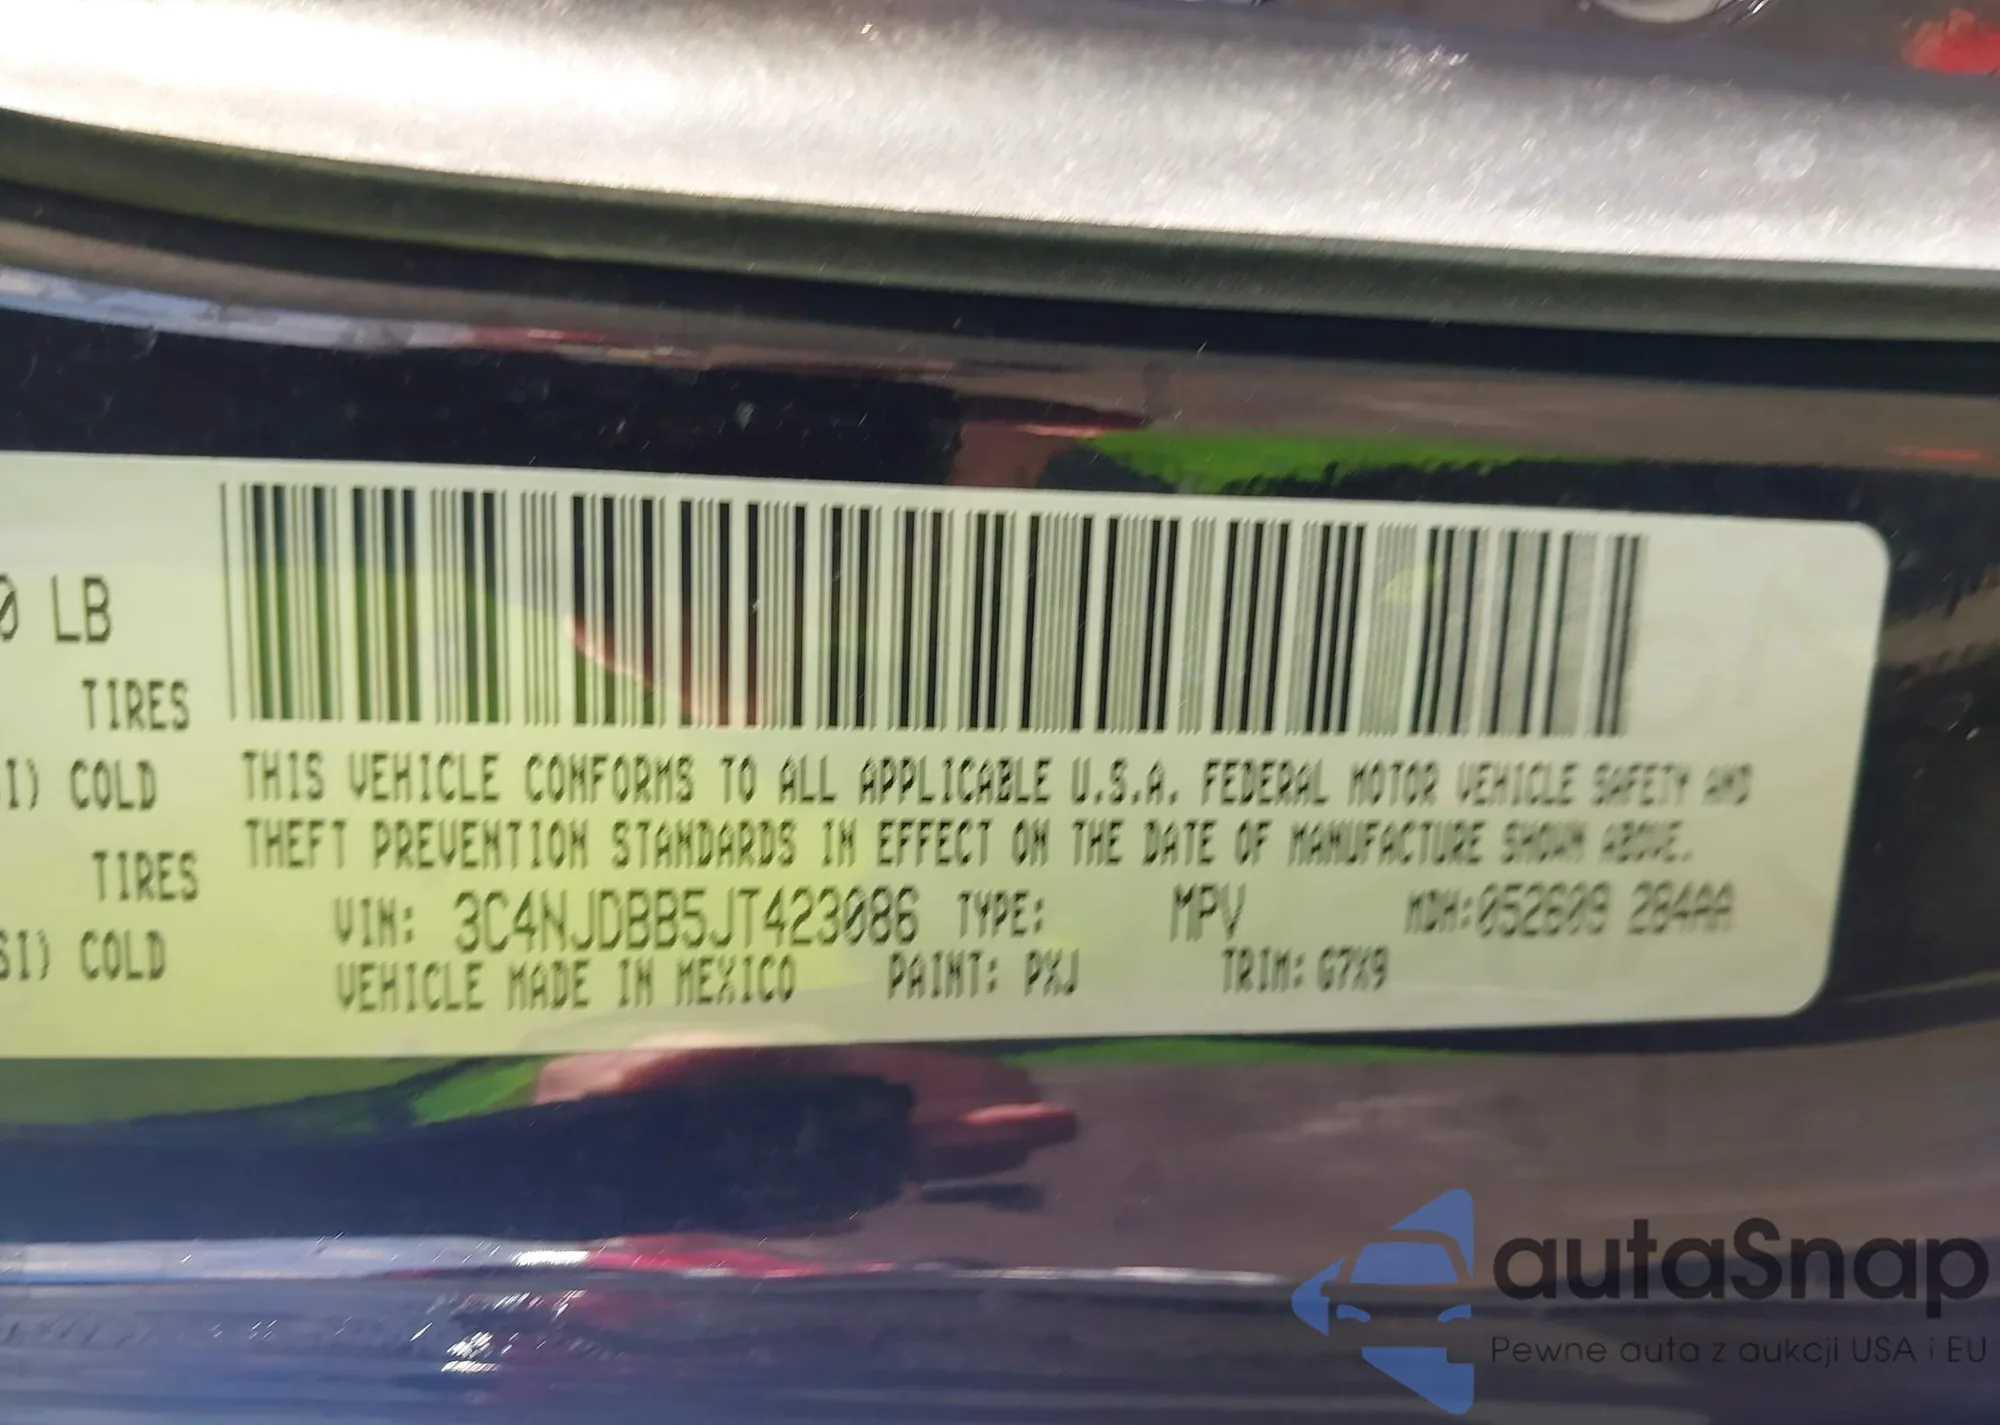 0 LB
TIRES
SI) COLD
TIRES
SI) COLD
THIS VEHICLE CONFORMS TO ALL APPLICABLE U.S.A. FEDERAL MOTOR VEHICLE SAFETY AND
THEFT PREVENTION STANDARDS IN EFFECT ON THE DATE OF MANUFACTURE SHOWN ABOVE.
VIN: 3C4NJDBB5JT423086 TYPE: MPV MDH:052609 284AA
VEHICLE MADE IN MEXICO PAINT: PXJ TRIM: G7X9
autaSnap
Pewne auta z aukcji USA i EU